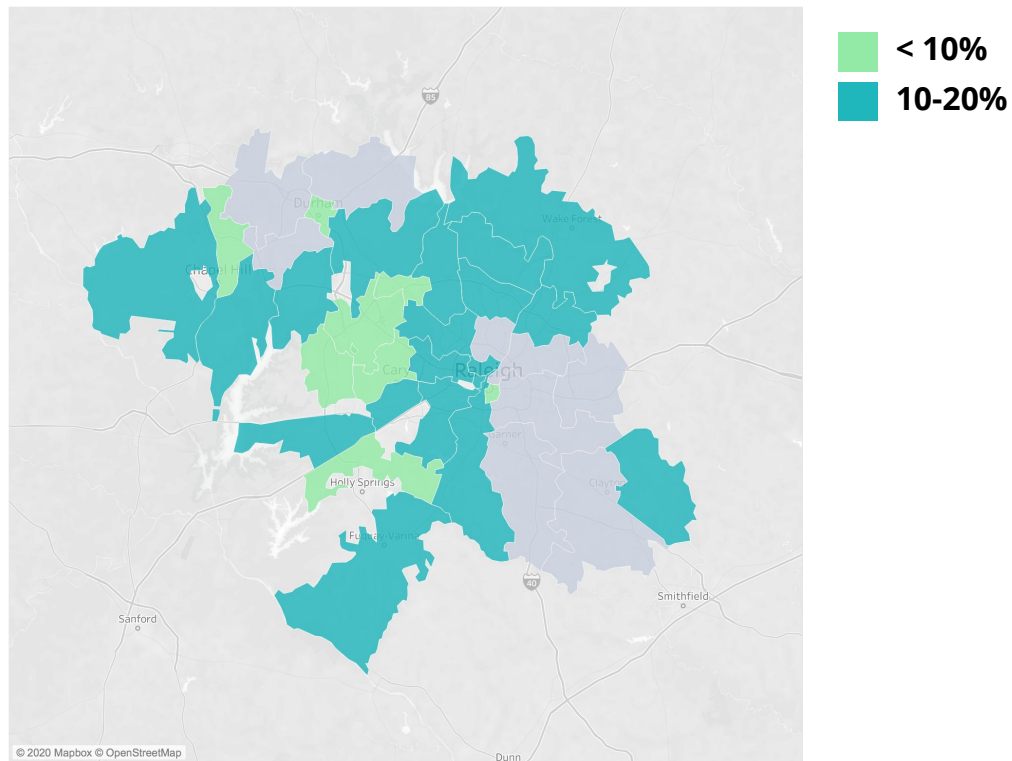 < 10%
10-20%
85
Durham
Wake Forest
Chapel Hill
Cary
Raleigh
Garner
Clayton
Holly Springs
Fuquay-Varina
40
Smithfield
Sanford
Dunn
© 2020 Mapbox © OpenStreetMap